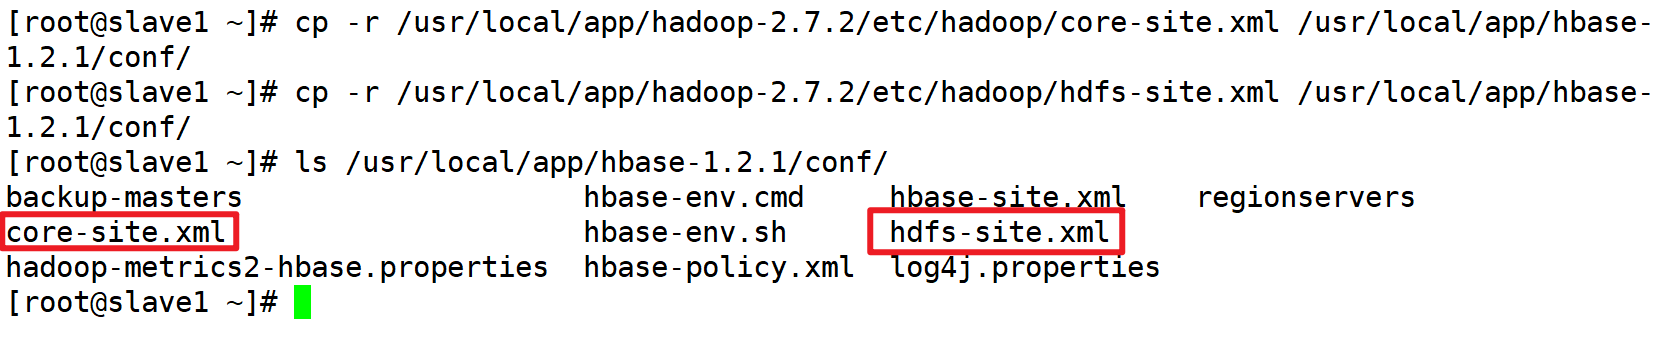 [root@slave1 ~]# cp -r /usr/local/app/hadoop-2.7.2/etc/hadoop/core-site.xml /usr/local/app/hbase-
1.2.1/conf/
[root@slave1 ~]# cp -r /usr/local/app/hadoop-2.7.2/etc/hadoop/hdfs-site.xml /usr/local/app/hbase-
1.2.1/conf/
[root@slave1 ~]# ls /usr/local/app/hbase-1.2.1/conf/
backup-masters                    hbase-env.cmd     hbase-site.xml    regionservers
core-site.xml                     hbase-env.sh      hdfs-site.xml
hadoop-metrics2-hbase.properties  hbase-policy.xml  log4j.properties
[root@slave1 ~]#